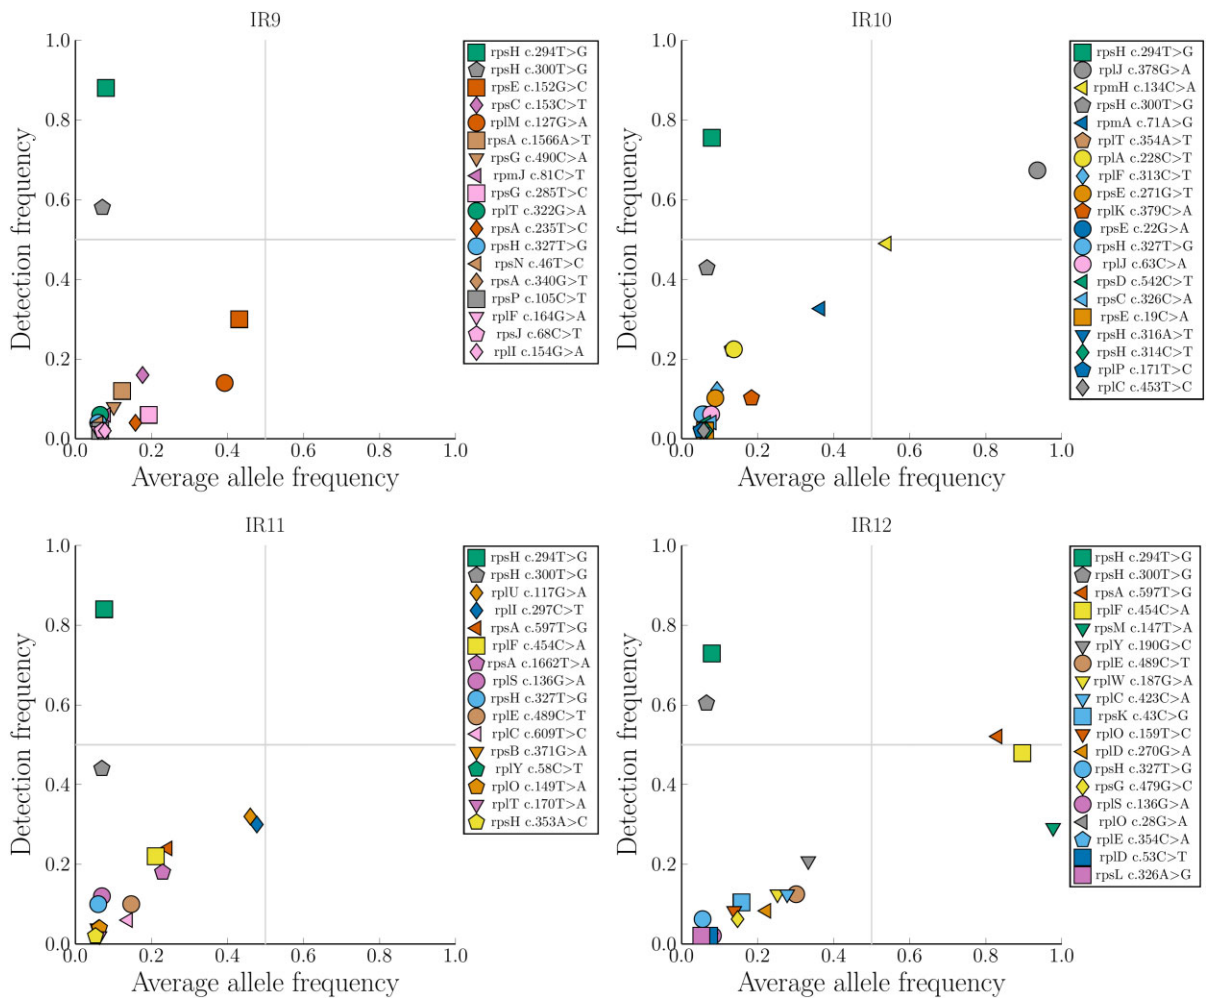 IR9
1.0
0.8
0.6
0.4
0.2
0.0
0.2
0.4
0.6
0.8
1.0
Detection frequency
Average allele frequency
rpsH c.294T>G
rpsH c.300T>G
rpsE c.152G>C
rpsC c.153C>T
rplM c.127G>A
rpsA c.1566A>T
rpsG c.490C>A
rpmJ c.81C>T
rpsG c.285T>C
rplT c.322G>A
rpsA c.235T>C
rpsH c.327T>G
rpsN c.46T>C
rpsA c.340G>T
rpsP c.105C>T
rplF c.164G>A
rpsJ c.68C>T
rplI c.154G>A
IR10
1.0
0.8
0.6
0.4
0.2
0.0
0.2
0.4
0.6
0.8
1.0
Detection frequency
Average allele frequency
rpsH c.294T>G
rplJ c.378G>A
rpmH c.134C>A
rpsH c.300T>G
rpmA c.71A>G
rplT c.354A>T
rplA c.228C>T
rplF c.313C>T
rpsE c.271G>T
rplK c.379C>A
rpsE c.22G>A
rpsH c.327T>G
rplJ c.63C>A
rpsD c.542C>T
rpsC c.326C>A
rpsE c.19C>A
rpsH c.316A>T
rpsH c.314C>T
rplP c.171T>C
rplC c.453T>C
IR11
1.0
0.8
0.6
0.4
0.2
0.0
0.2
0.4
0.6
0.8
1.0
Detection frequency
Average allele frequency
rpsH c.294T>G
rpsH c.300T>G
rplU c.117G>A
rplI c.297C>T
rpsA c.597T>G
rplF c.454C>A
rpsA c.1662T>A
rplS c.136G>A
rpsH c.327T>G
rplE c.489C>T
rplC c.609T>C
rpsB c.371G>A
rplY c.58C>T
rplO c.149T>A
rplT c.170T>A
rpsH c.353A>C
IR12
1.0
0.8
0.6
0.4
0.2
0.0
0.2
0.4
0.6
0.8
1.0
Detection frequency
Average allele frequency
rpsH c.294T>G
rpsH c.300T>G
rpsA c.597T>G
rplF c.454C>A
rpsM c.147T>A
rplY c.190G>C
rplE c.489C>T
rplW c.187G>A
rplC c.423C>A
rpsK c.43C>G
rplO c.159T>C
rplD c.270G>A
rpsH c.327T>G
rpsG c.479G>C
rplS c.136G>A
rplO c.28G>A
rplE c.354C>A
rplD c.53C>T
rpsL c.326A>G